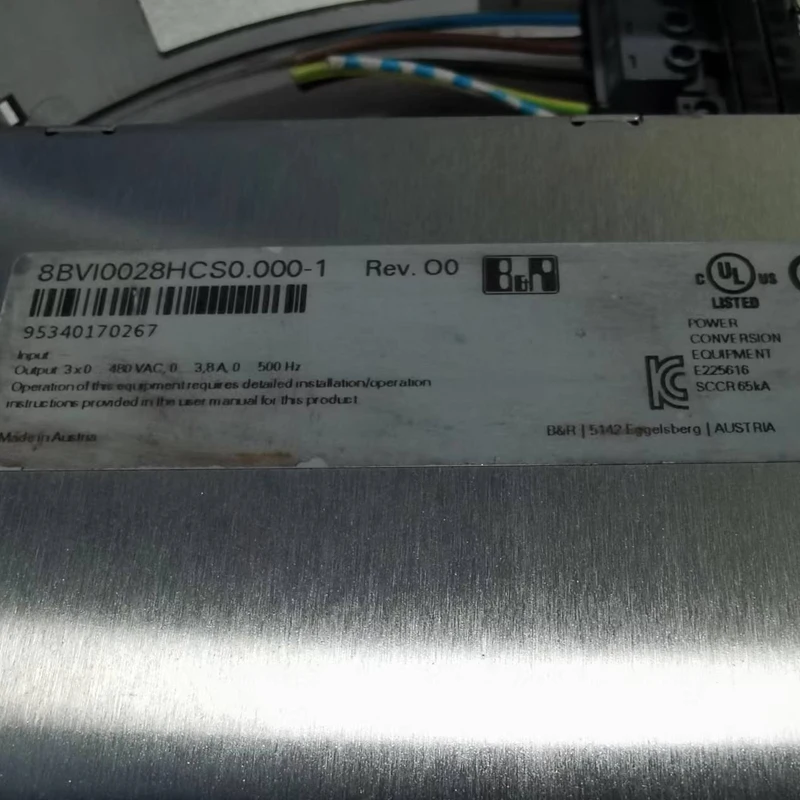 8BVI0028HCS0.000-1 Rev. O0 B&R
95340170267
Input
Output 3x0 480 VAC, 0 3,8 A, 0 500 Hz
Operation of this equipment requires detailed installation/operation
instructions provided in the user manual for this product
Made in Austria
C UL US
LISTED
POWER
CONVERSION
EQUIPMENT
E225616
SCCR 65kA
B&R | 5142 Eggelsberg | AUSTRIA